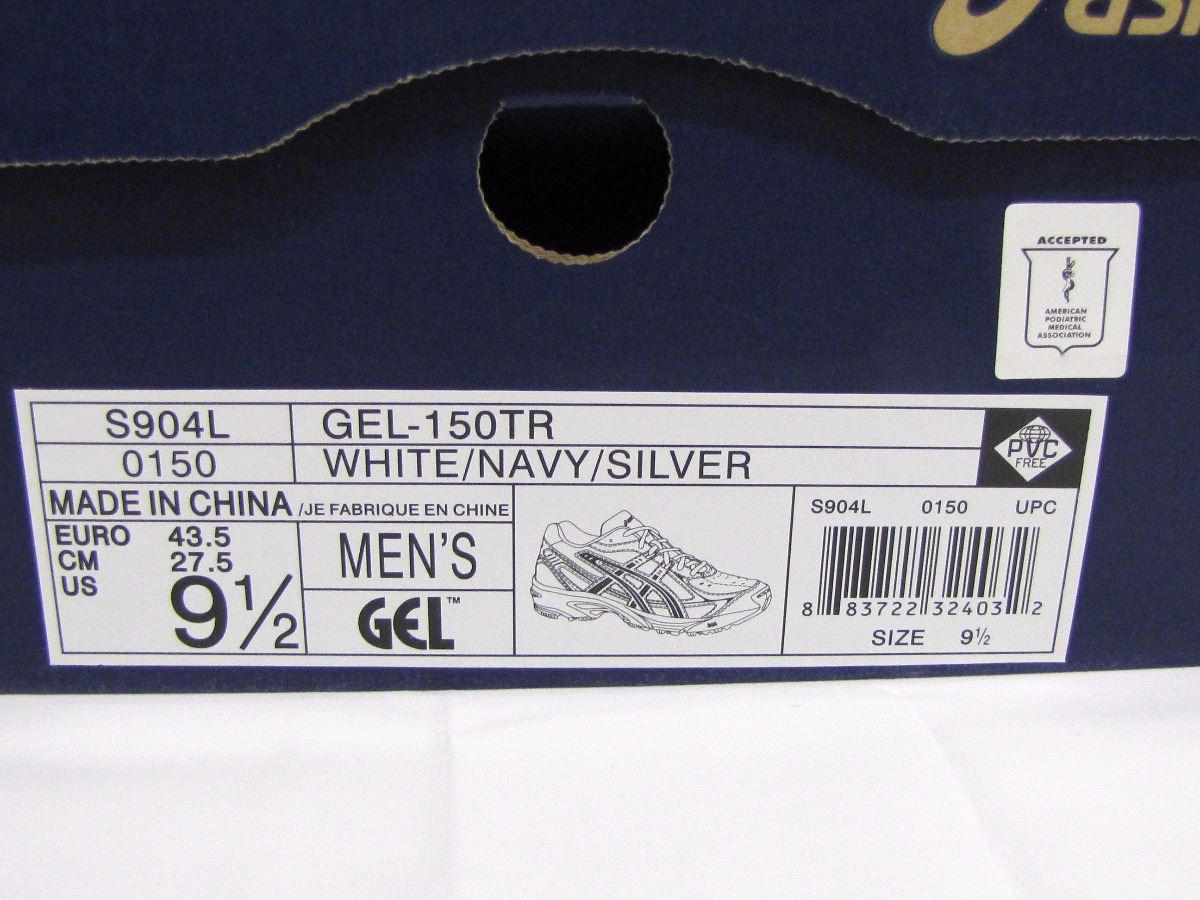 ACCEPTED
AMERICAN
PODIATRIC
MEDICAL
ASSOCIATION
S904L GEL-150TR
0150 WHITE/NAVY/SILVER
PVC
FREE
MADE IN CHINA /JE FABRIQUE EN CHINE
EURO 43.5
CM 27.5
US 9½
MEN'S
GEL™
S904L 0150 UPC
8 83722 32403 2
SIZE 9½